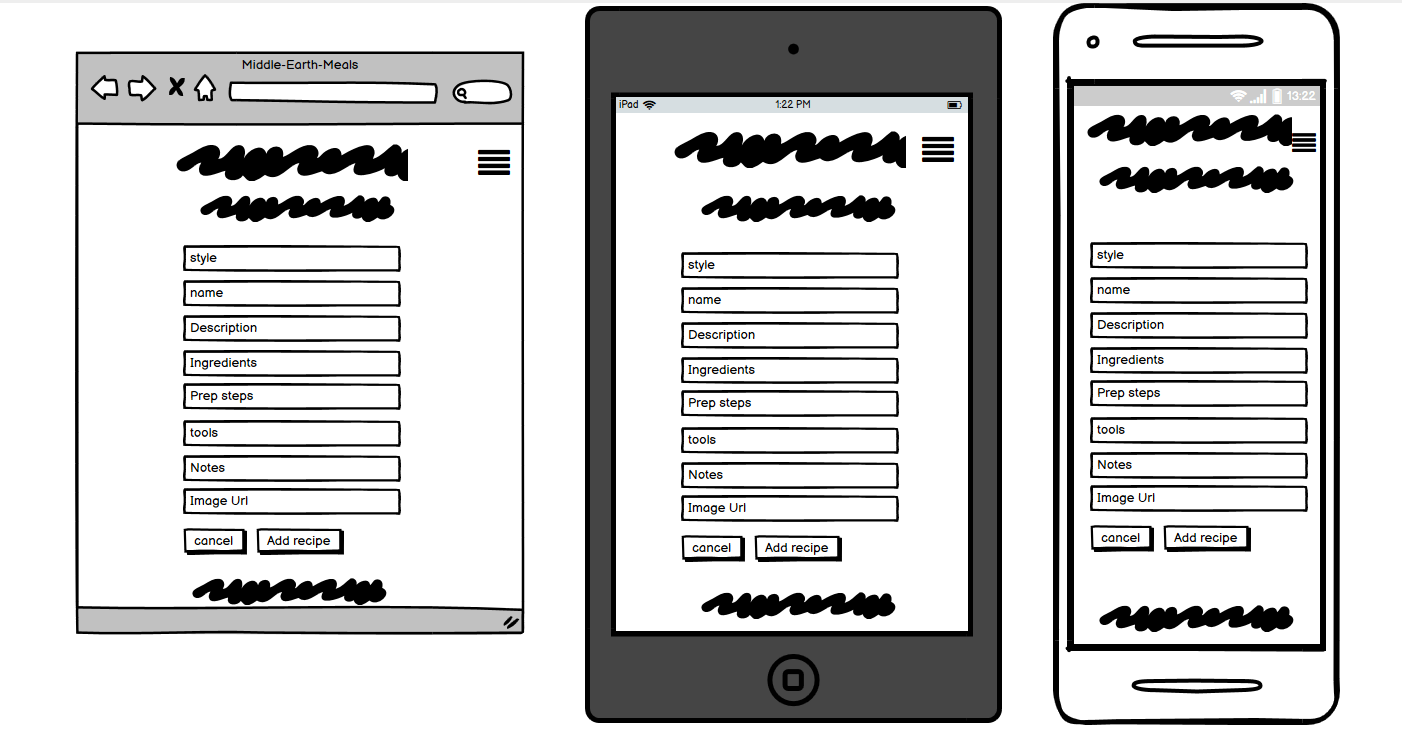 Middle-Earth-Meals
style
name
Description
Ingredients
Prep steps
tools
Notes
Image Url
cancel
Add recipe
iPad
1:22 PM
style
name
Description
Ingredients
Prep steps
tools
Notes
Image Url
cancel
Add recipe
13:22
style
name
Description
Ingredients
Prep steps
tools
Notes
Image Url
cancel
Add recipe